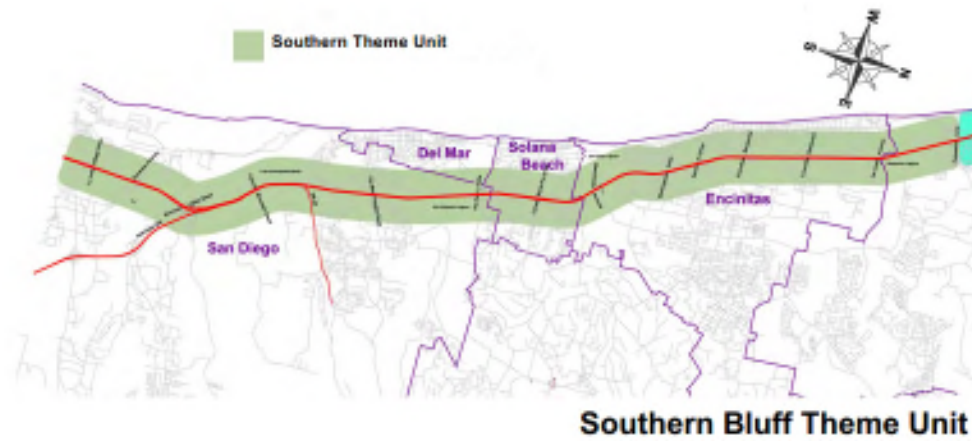 Southern Theme Unit
W
S
N
E
Del Mar
Solana
Beach
Encinitas
San Diego
Southern Bluff Theme Unit